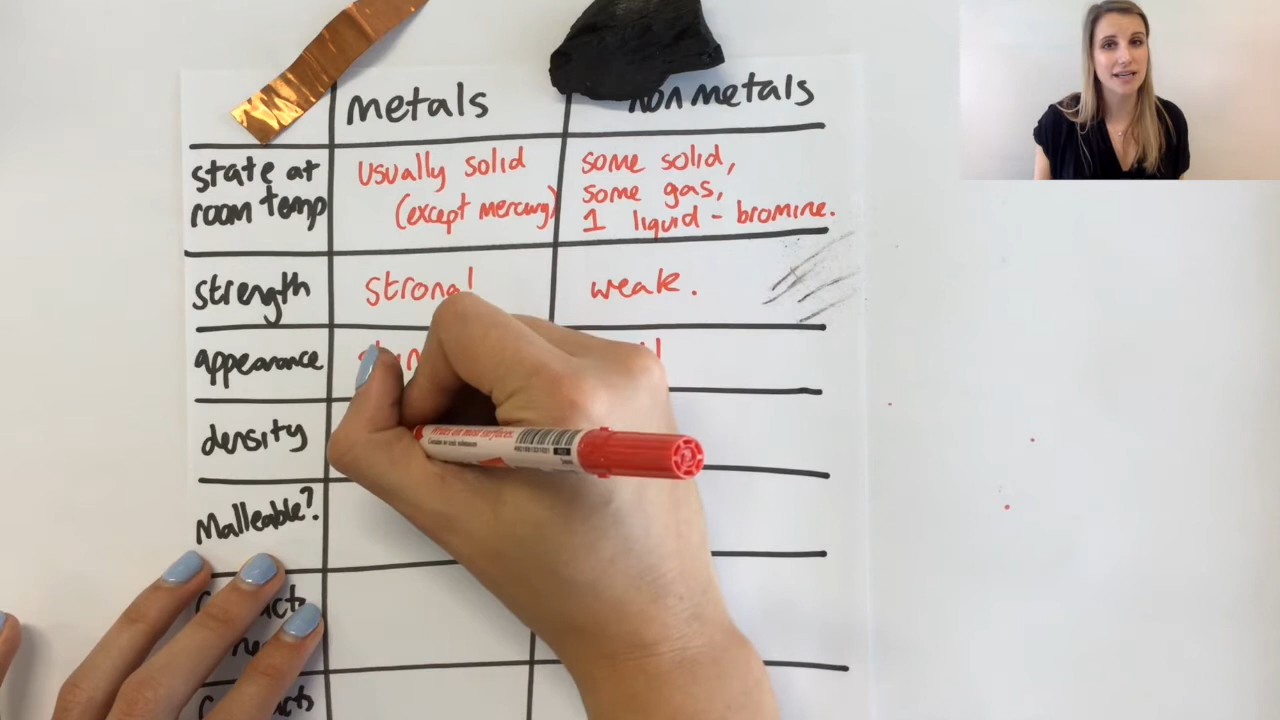 metals
non metals
state at
room temp
usually solid
(except mercury)
some solid,
some gas,
1 liquid - bromine.
strength
strong!
weak.
appearance
density
Malleable?